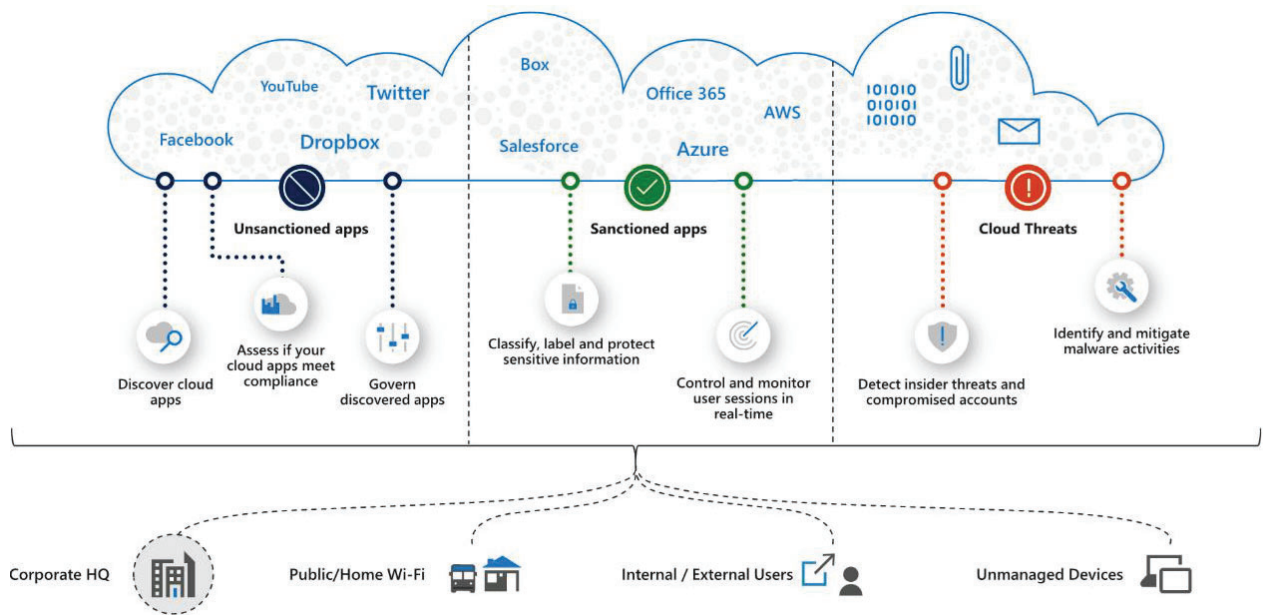 Box
YouTube
Twitter
Office 365
AWS
101010
010101
101010
Facebook
Dropbox
Salesforce
Azure
Unsanctioned apps
Sanctioned apps
Cloud Threats
Discover cloud
apps
Assess if your
cloud apps meet
compliance
Govern
discovered apps
Classify, label and protect
sensitive information
Control and monitor
user sessions in
real-time
Detect insider threats and
compromised accounts
Identify and mitigate
malware activities
Corporate HQ
Public/Home Wi-Fi
Internal / External Users
Unmanaged Devices